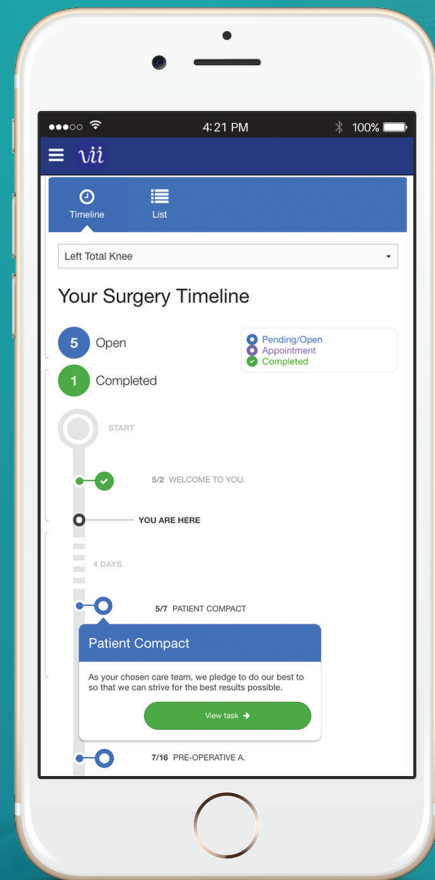 4:21 PM
100%
vii
Timeline
List
Left Total Knee
Your Surgery Timeline
5 Open
Pending/Open
Appointment
Completed
1 Completed
START
5/2 WELCOME TO YOU.
YOU ARE HERE
4 DAYS
5/7 PATIENT COMPACT
Patient Compact
As your chosen care team, we pledge to do our best to
so that we can strive for the best results possible.
View task →
7/16 PRE-OPERATIVE A.